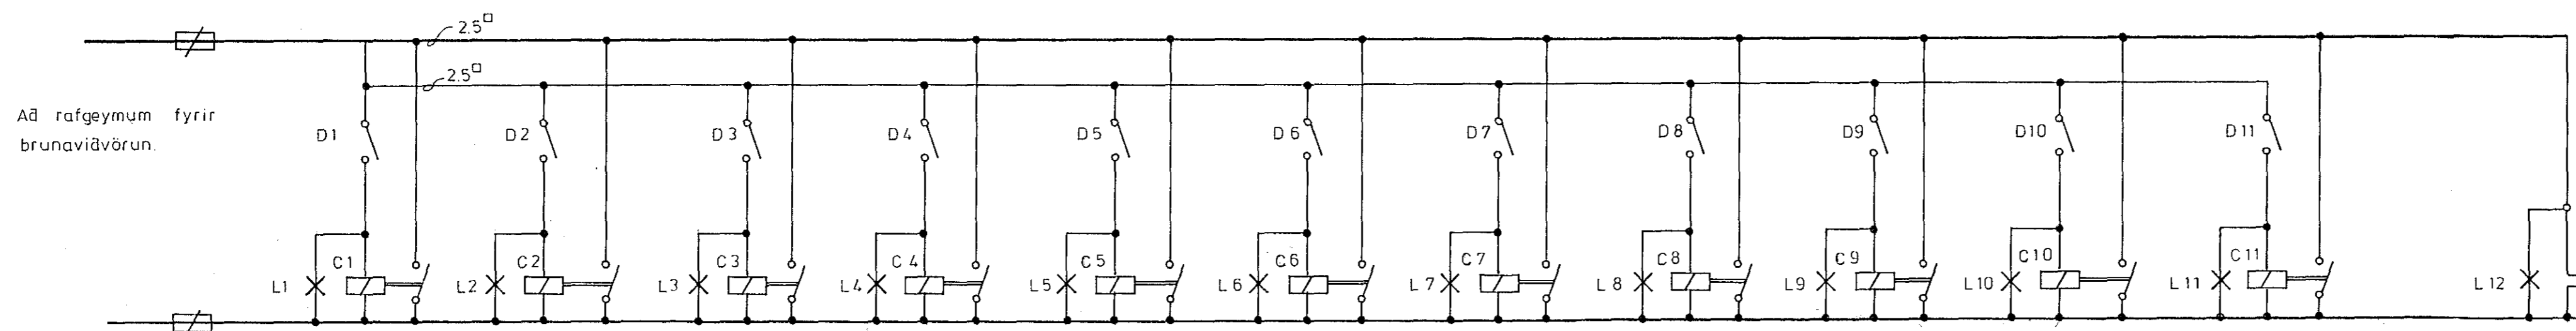 2.5□
2.5□
Að rafgeymum fyrir
brunaviðvörun.
D1 D2 D3 D4 D5 D6 D7 D8 D9 D10 D11
C1 C2 C3 C4 C5 C6 C7 C8 C9 C10 C11
L1 L2 L3 L4 L5 L6 L7 L8 L9 L10 L11 L12